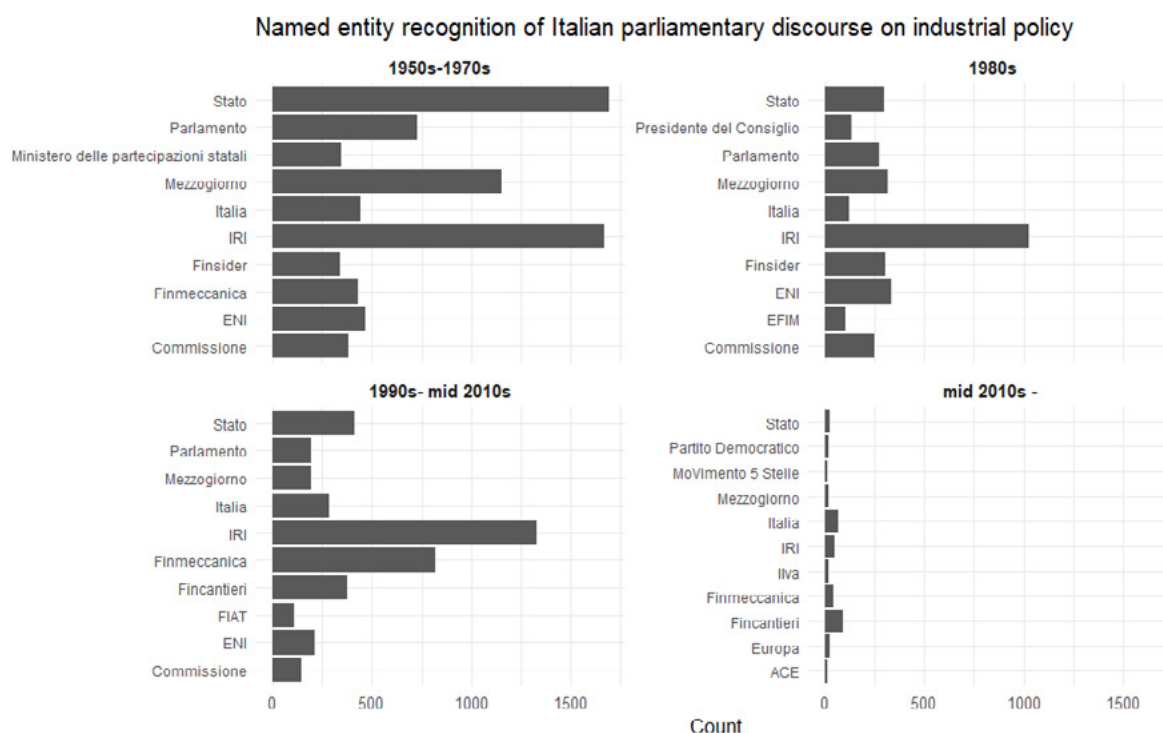 Named entity recognition of Italian parliamentary discourse on industrial policy
1950s-1970s
Stato
Parlamento
Ministero delle partecipazioni statali
Mezzogiorno
Italia
IRI
Finsider
Finmeccanica
ENI
Commissione
1980s
Stato
Presidente del Consiglio
Parlamento
Mezzogiorno
Italia
IRI
Finsider
ENI
EFIM
Commissione
1990s- mid 2010s
Stato
Parlamento
Mezzogiorno
Italia
IRI
Finmeccanica
Fincantieri
FIAT
ENI
Commissione
0 500 1000 1500
mid 2010s -
Stato
Partito Democratico
MoVimento 5 Stelle
Mezzogiorno
Italia
IRI
Ilva
Finmeccanica
Fincantieri
Europa
ACE
0 500 1000 1500
Count